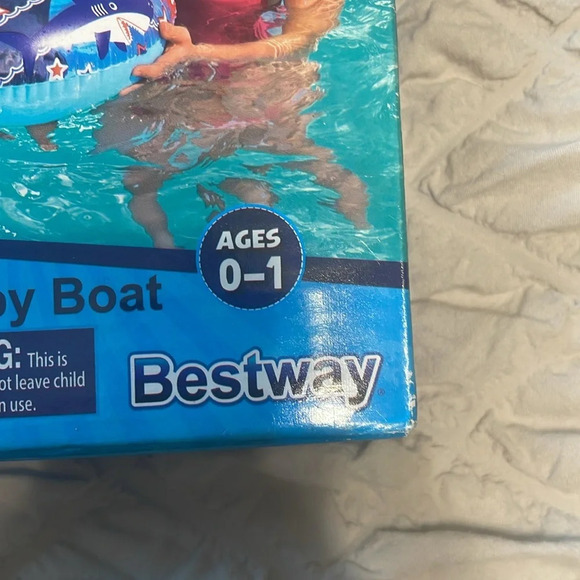 AGES
0-1
by Boat
G: This is
ot leave child
n use.
Bestway